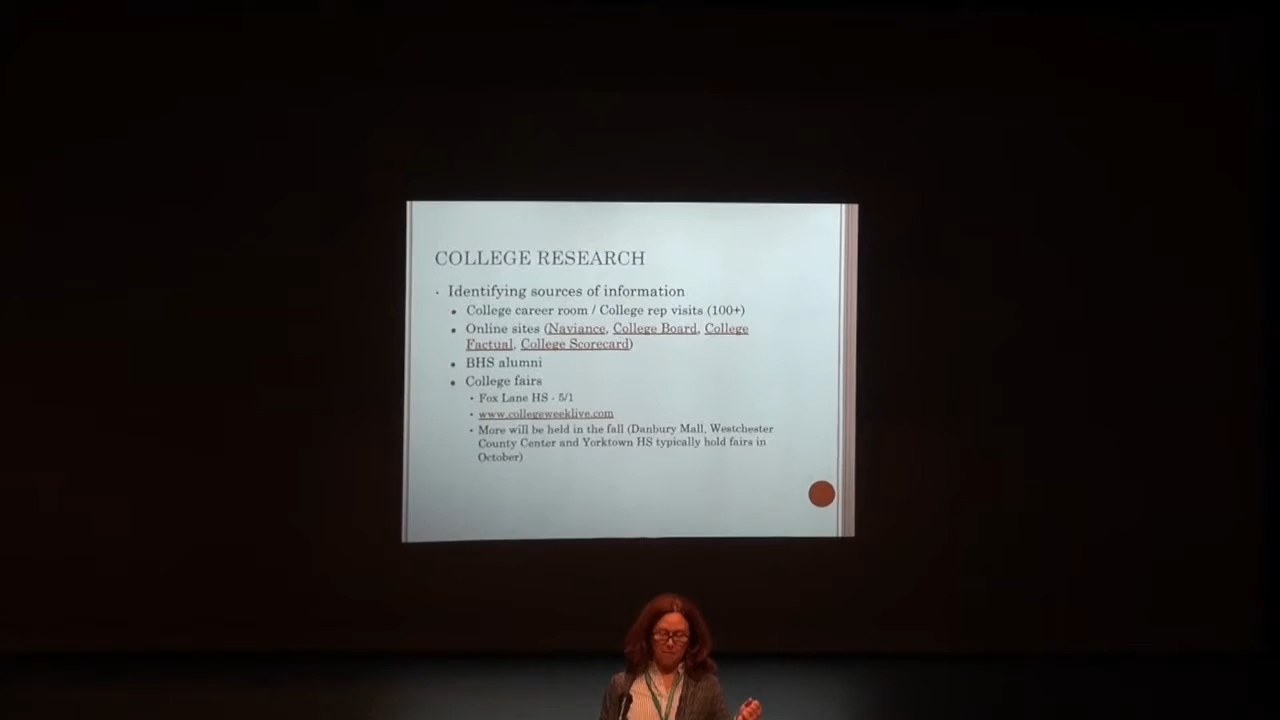 COLLEGE RESEARCH
Identifying sources of information
College career room / College rep visits (100+)
Online sites (Naviance, College Board, College
Factual, College Scorecard)
BHS alumni
College fairs
Fox Lane HS - 5/1
www.collegeweeklive.com
More will be held in the fall (Danbury Mall, Westchester
County Center and Yorktown HS typically hold fairs in
October)